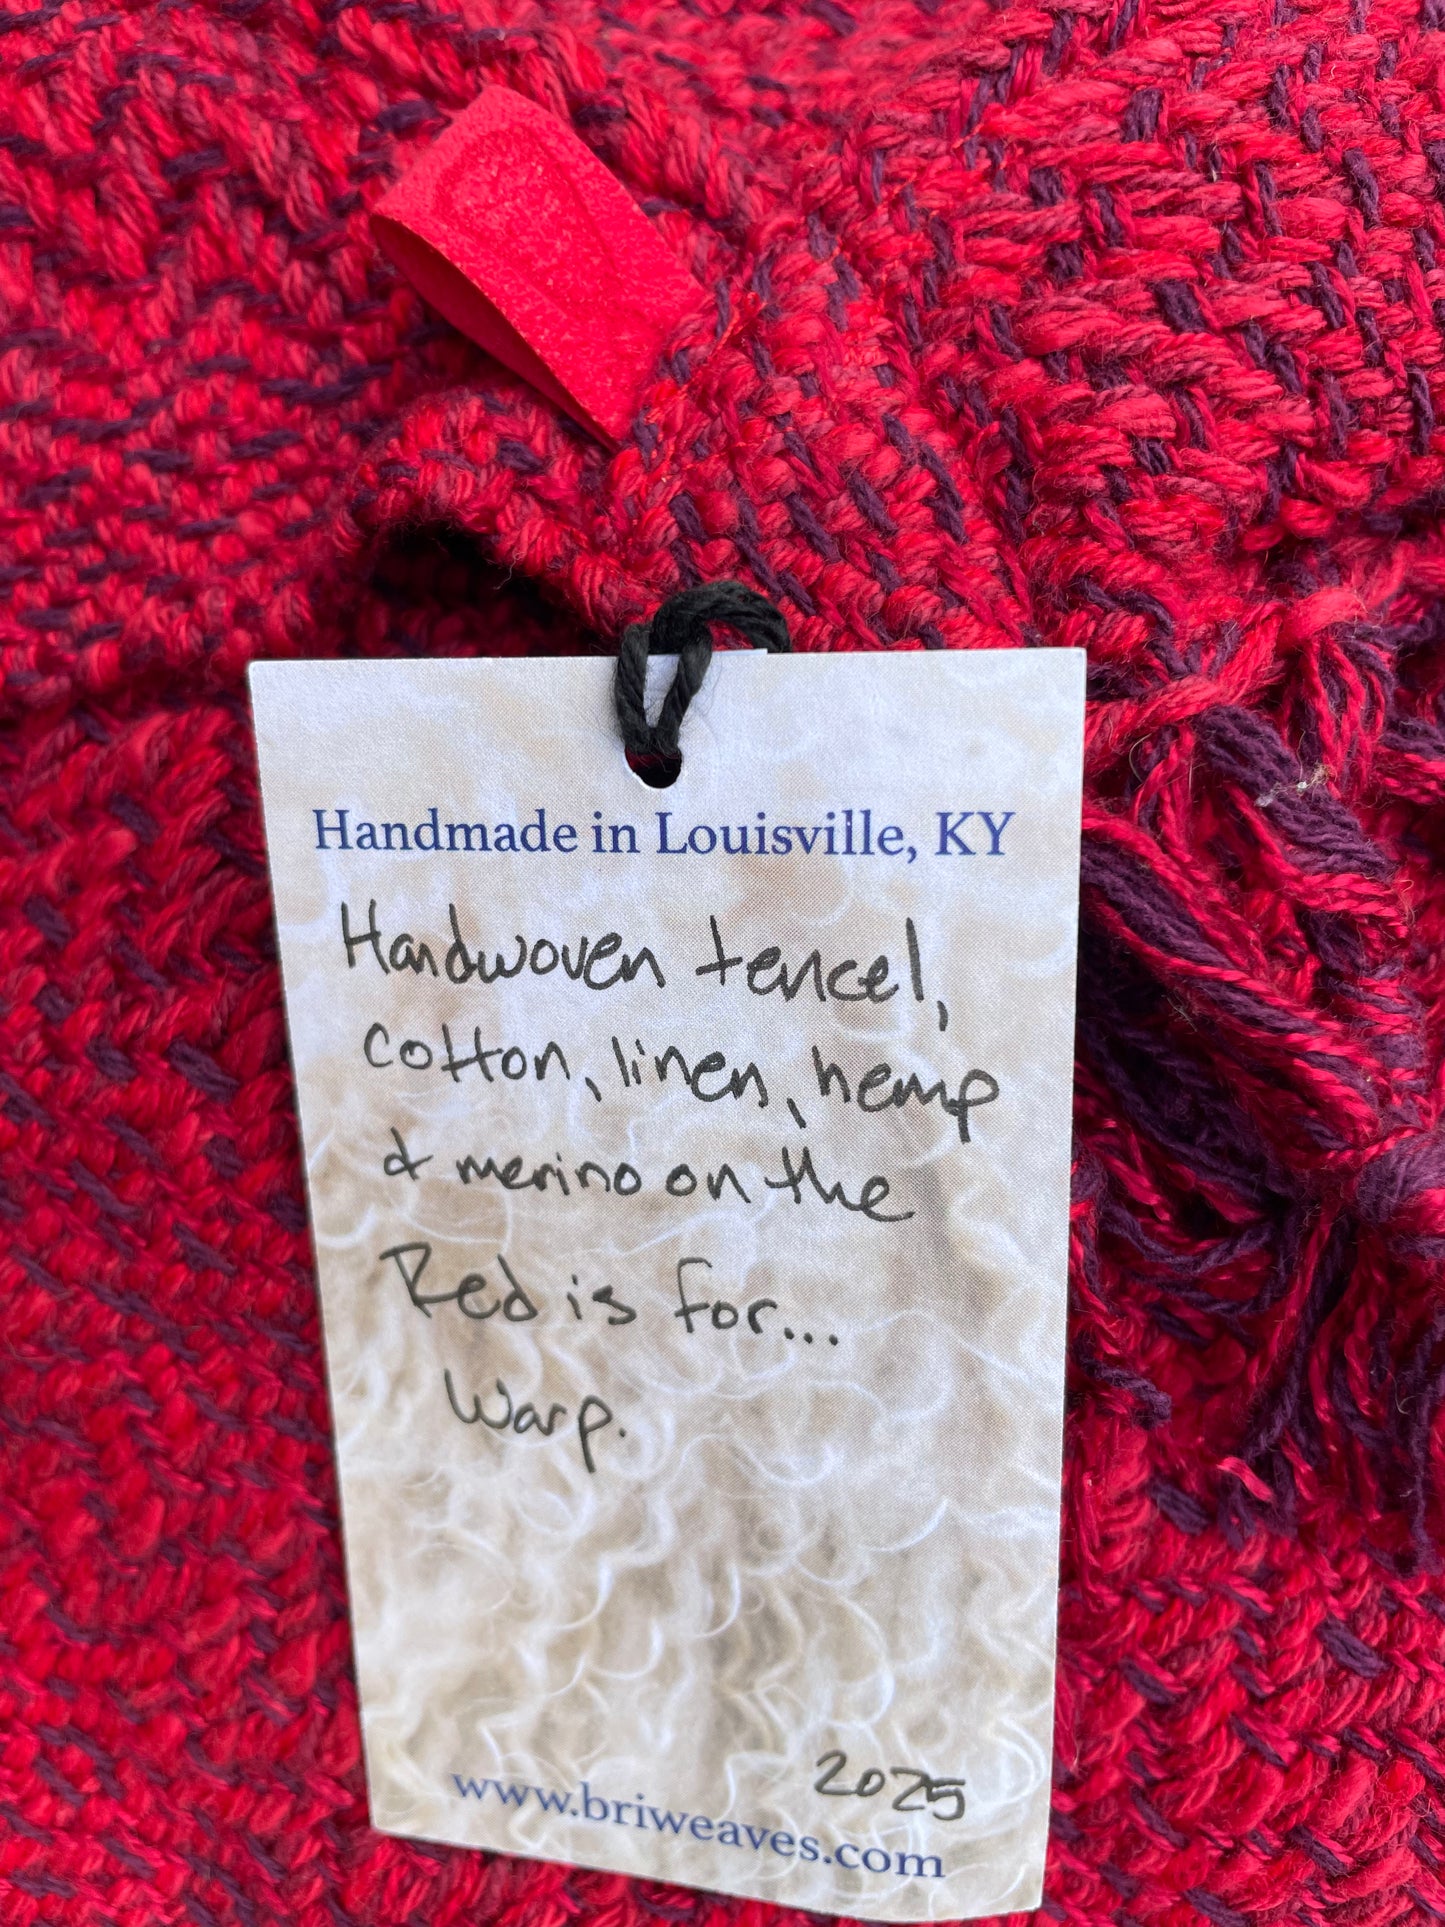 Handmade in Louisville, KY
Handwoven tencel,
cotton, linen, hemp
& merino on the
Red is for...
warp.
2025
www.briweaves.com